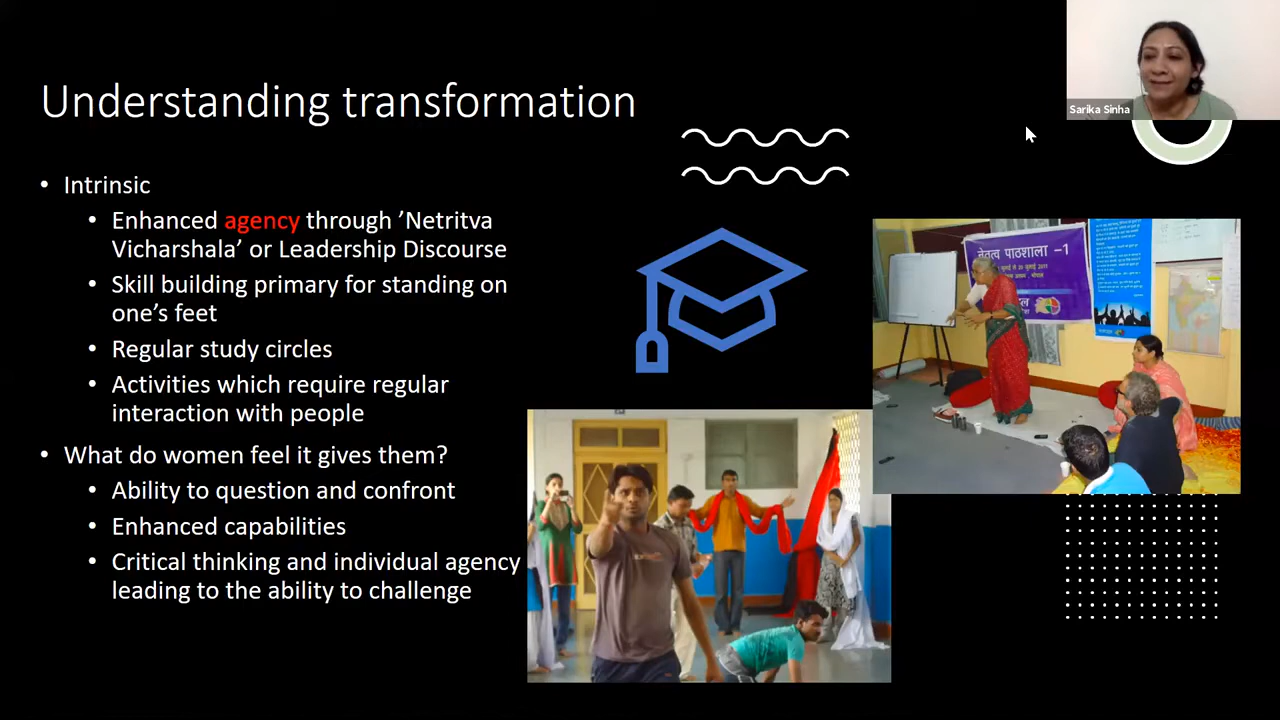 Sarika Sinha
Understanding transformation
• Intrinsic
• Enhanced agency through ’Netritva
Vicharshala’ or Leadership Discourse
• Skill building primary for standing on
one’s feet
• Regular study circles
• Activities which require regular
interaction with people
• What do women feel it gives them?
• Ability to question and confront
• Enhanced capabilities
• Critical thinking and individual agency
leading to the ability to challenge
नेतृत्व पाठशाला -1